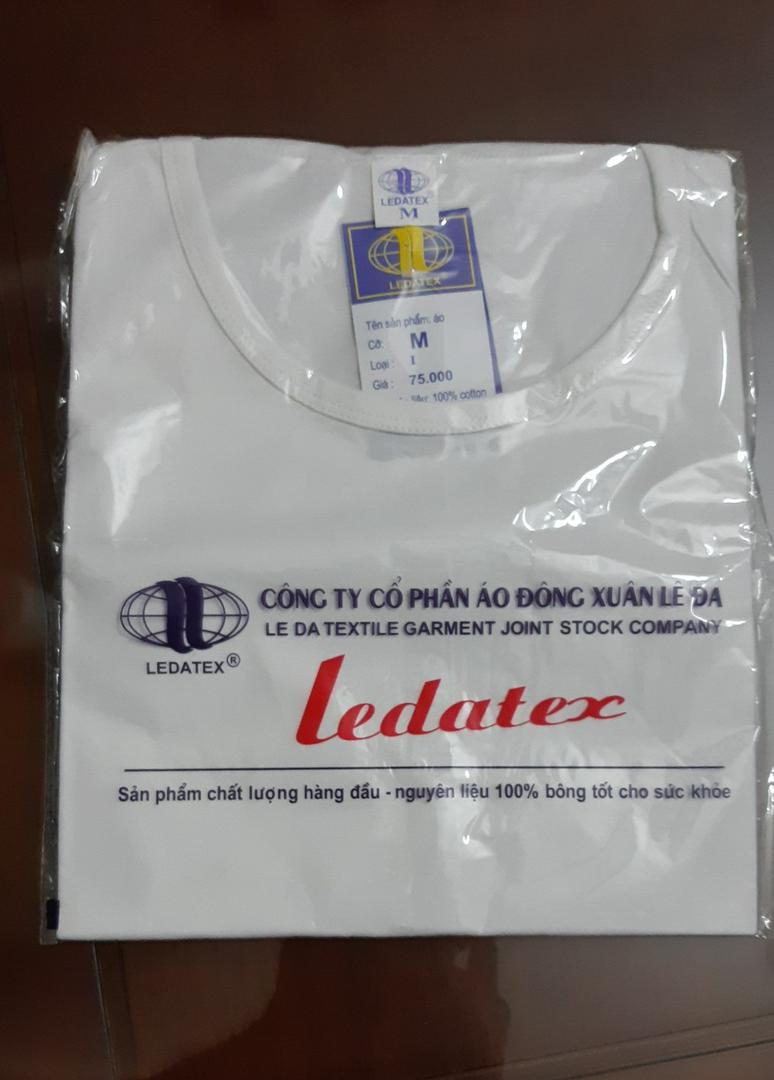 LEDATEX®
M
LEDATEX®
Tên sản phẩm: áo
Cỡ: M
Loại: I
Giá: 75.000
liệu: 100% cotton
CÔNG TY CỔ PHẦN ÁO ĐÔNG XUÂN LÊ ĐA
LE DA TEXTILE GARMENT JOINT STOCK COMPANY
LEDATEX®
ledatex
Sản phẩm chất lượng hàng đầu - nguyên liệu 100% bông tốt cho sức khỏe